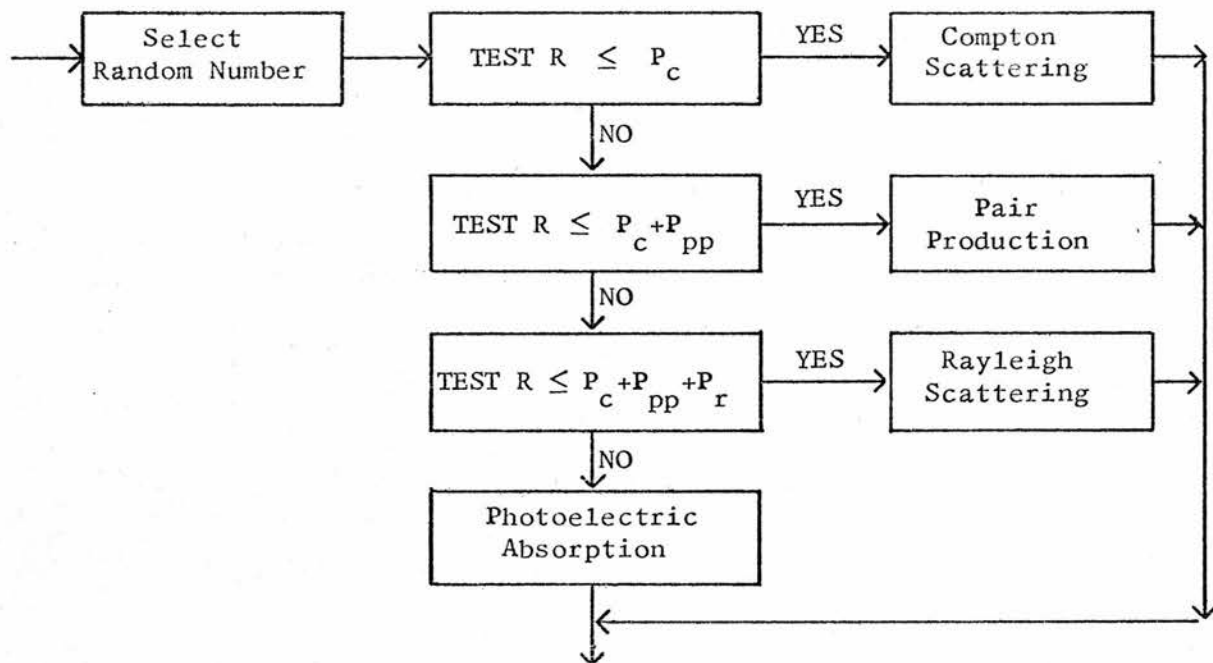 Select
Random Number
TEST R ≤ P_c
YES
Compton
Scattering
NO
TEST R ≤ P_c+P_pp
YES
Pair
Production
NO
TEST R ≤ P_c+P_pp+P_r
YES
Rayleigh
Scattering
NO
Photoelectric
Absorption